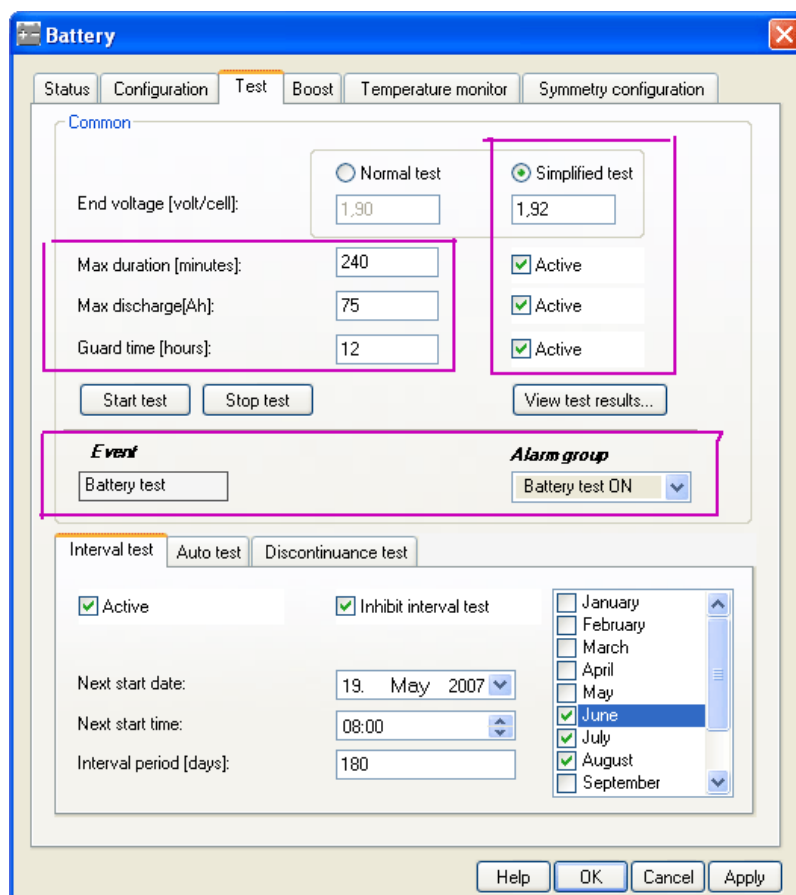 Battery
Status Configuration Test Boost Temperature monitor Symmetry configuration
Common
Normal test Simplified test
End voltage [volt/cell]: 1,90 1,92
Max duration [minutes]: 240 Active
Max discharge[Ah]: 75 Active
Guard time [hours]: 12 Active
Start test Stop test View test results...
Event Alarm group
Battery test Battery test ON
Interval test Auto test Discontinuance test
Active Inhibit interval test
January
February
March
April
May
June
July
August
September
Next start date: 19. May 2007
Next start time: 08:00
Interval period [days]: 180
Help OK Cancel Apply